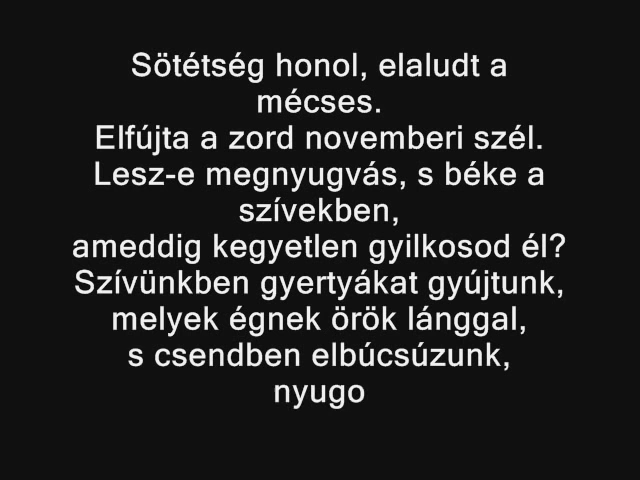 Sötétség honol, elaludt a
mécses.
Elfújta a zord novemberi szél.
Lesz-e megnyugvás, s béke a
szívekben,
ameddig kegyetlen gyilkosod él?
Szívünkben gyertyákat gyújtunk,
melyek égnek örök lánggal,
s csendben elbúcsúzunk,
nyugo